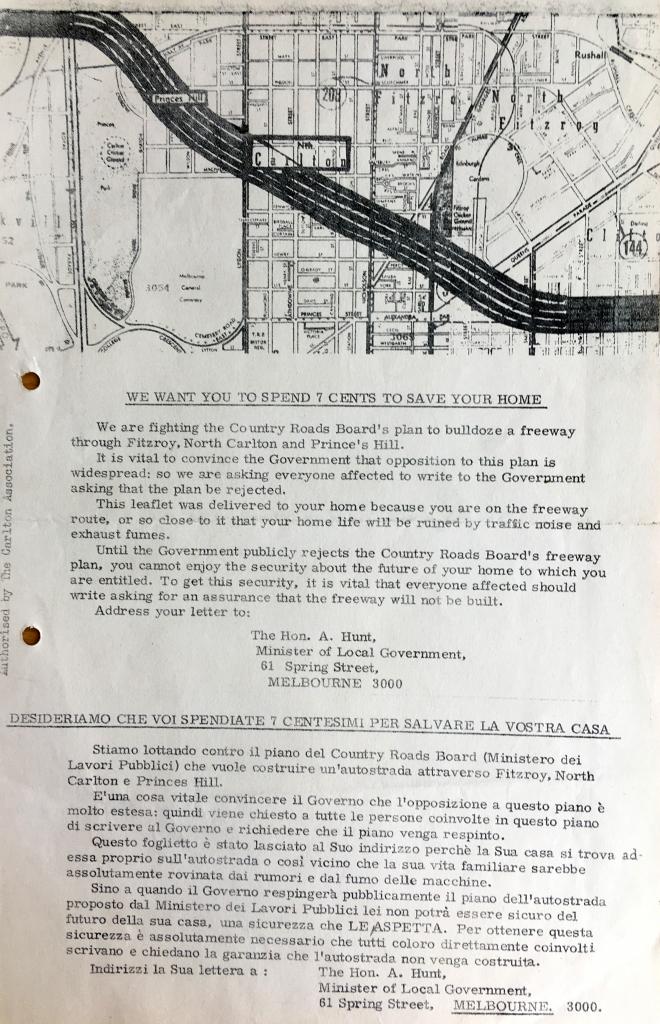 Princes Hill
Nth.
Carlton
North
Fitzroy
North
Fitzroy
Rushall
208
144
52
PARK
3054
Melbourne
General
Cemetery
CEMETERY ROAD
PRINCES STREET
ALEXANDRA PAR
QUEENS PARADE
Edinburgh
Gardens
WE WANT YOU TO SPEND 7 CENTS TO SAVE YOUR HOME
We are fighting the Country Roads Board's plan to bulldoze a freeway
through Fitzroy, North Carlton and Prince's Hill.
It is vital to convince the Government that opposition to this plan is
widespread: so we are asking everyone affected to write to the Government
asking that the plan be rejected.
This leaflet was delivered to your home because you are on the freeway
route, or so close to it that your home life will be ruined by traffic noise and
exhaust fumes.
Until the Government publicly rejects the Country Roads Board's freeway
plan, you cannot enjoy the security about the future of your home to which you
are entitled. To get this security, it is vital that everyone affected should
write asking for an assurance that the freeway will not be built.
Address your letter to:
The Hon. A. Hunt,
Minister of Local Government,
61 Spring Street,
MELBOURNE 3000
Authorised by The Carlton Association.
DESIDERIAMO CHE VOI SPENDIATE 7 CENTESIMI PER SALVARE LA VOSTRA CASA
Stiamo lottando contro il piano del Country Roads Board (Ministero dei
Lavori Pubblici) che vuole costruire un'autostrada attraverso Fitzroy, North
Carlton e Princes Hill.
E'una cosa vitale convincere il Governo che l'opposizione a questo piano è
molto estesa: quindi viene chiesto a tutte le persone coinvolte in questo piano
di scrivere al Governo e richiedere che il piano venga respinto.
Questo foglietto è stato lasciato al Suo indirizzo perchè la Sua casa si trova ad-
essa proprio sull'autostrada o così vicino che la sua vita familiare sarebbe
assolutamente rovinata dai rumori e dal fumo delle macchine.
Sino a quando il Governo respingerà pubblicamente il piano dell'autostrada
proposto dal Ministero dei Lavori Pubblici lei non potrà essere sicuro del
futuro della sua casa, una sicurezza che LE ASPETTA. Per ottenere questa
sicurezza è assolutamente necessario che tutti coloro direttamente coinvolti
scrivano e chiedano la garanzia che l'autostrada non venga costruita.
Indirizzi la Sua lettera a : The Hon. A. Hunt,
Minister of Local Government,
61 Spring Street, MELBOURNE. 3000.